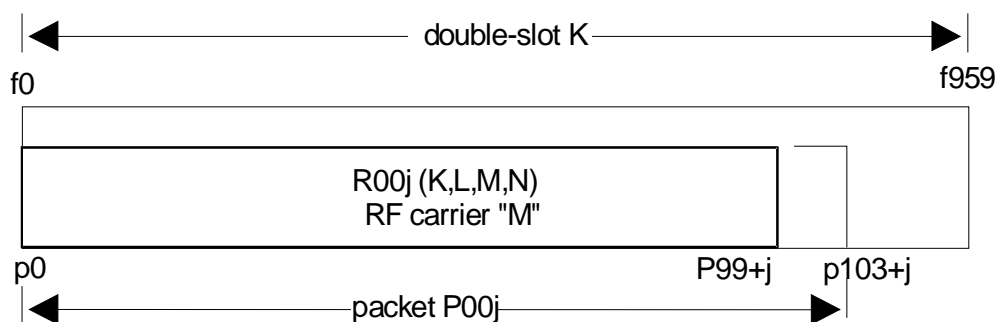 double-slot K
f0 f959
R00j (K,L,M,N)
RF carrier "M"
p0 P99+j p103+j
packet P00j